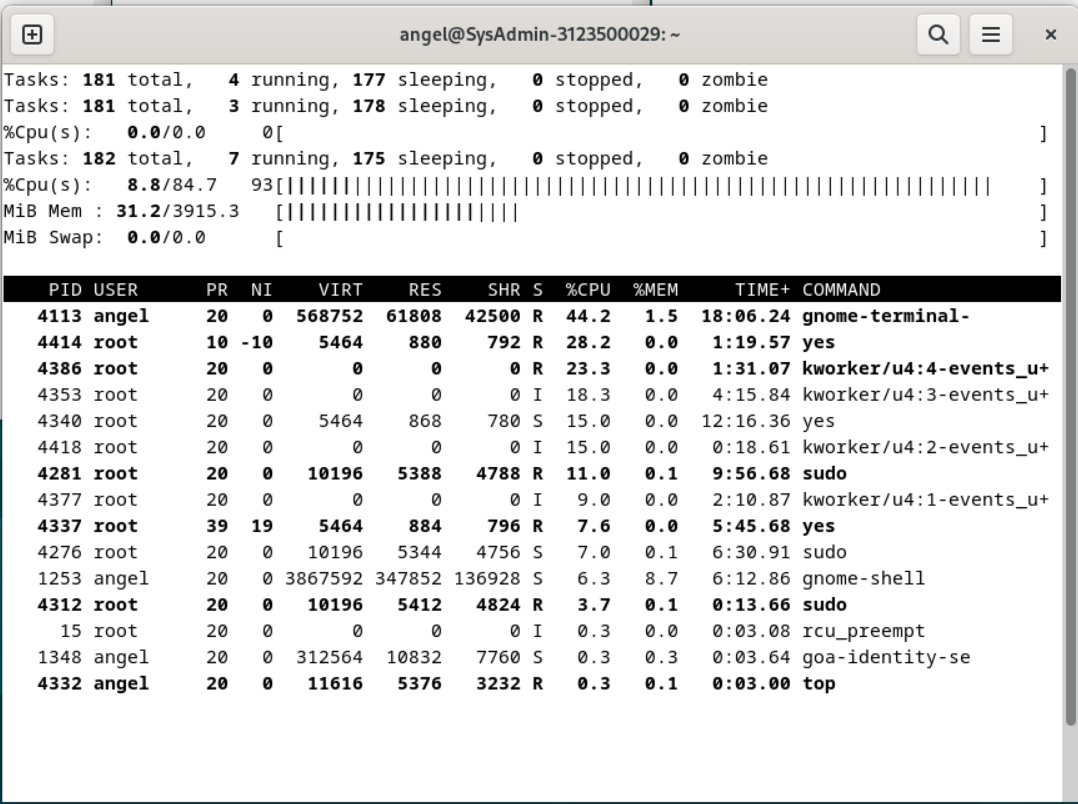 angel@SysAdmin-3123500029: ~
Tasks: 181 total,   4 running, 177 sleeping,   0 stopped,   0 zombie
Tasks: 181 total,   3 running, 178 sleeping,   0 stopped,   0 zombie
%Cpu(s):   0.0/0.0     0[                                                                    ]
Tasks: 182 total,   7 running, 175 sleeping,   0 stopped,   0 zombie
%Cpu(s):   8.8/84.7   93[|||||||||||||||||||||||||||||||||||||||||||||||||||||||||||||||    ]
MiB Mem : 31.2/3915.3   [|||||||||||||||||||||                                               ]
MiB Swap:  0.0/0.0      [                                                                    ]
    PID USER      PR  NI    VIRT    RES    SHR S  %CPU  %MEM     TIME+ COMMAND
   4113 angel     20   0  568752  61808  42500 R  44.2   1.5  18:06.24 gnome-terminal-
   4414 root      10 -10    5464    880    792 R  28.2   0.0   1:19.57 yes
   4386 root      20   0       0      0      0 R  23.3   0.0   1:31.07 kworker/u4:4-events_u+
   4353 root      20   0       0      0      0 I  18.3   0.0   4:15.84 kworker/u4:3-events_u+
   4340 root      20   0    5464    868    780 S  15.0   0.0  12:16.36 yes
   4418 root      20   0       0      0      0 I  15.0   0.0   0:18.61 kworker/u4:2-events_u+
   4281 root      20   0   10196   5388   4788 R  11.0   0.1   9:56.68 sudo
   4377 root      20   0       0      0      0 I   9.0   0.0   2:10.87 kworker/u4:1-events_u+
   4337 root      39  19    5464    884    796 R   7.6   0.0   5:45.68 yes
   4276 root      20   0   10196   5344   4756 S   7.0   0.1   6:30.91 sudo
   1253 angel     20   0 3867592 347852 136928 S   6.3   8.7   6:12.86 gnome-shell
   4312 root      20   0   10196   5412   4824 R   3.7   0.1   0:13.66 sudo
     15 root      20   0       0      0      0 I   0.3   0.0   0:03.08 rcu_preempt
   1348 angel     20   0  312564  10832   7760 S   0.3   0.3   0:03.64 goa-identity-se
   4332 angel     20   0   11616   5376   3232 R   0.3   0.1   0:03.00 top